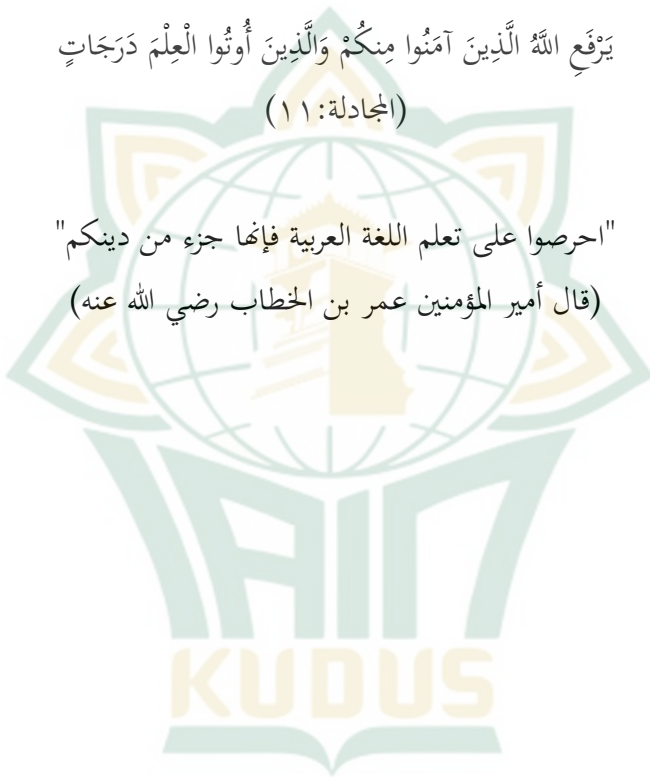 يَرْفَعِ اللَّهُ الَّذِينَ آمَنُوا مِنكُمْ وَالَّذِينَ أُوتُوا الْعِلْمَ دَرَجَاتٍ
(المجادلة:١١)
"احرصوا على تعلم اللغة العربية فإنها جزء من دينكم"
(قال أمير المؤمنين عمر بن الخطاب رضي الله عنه)
IAIN
KUDUS